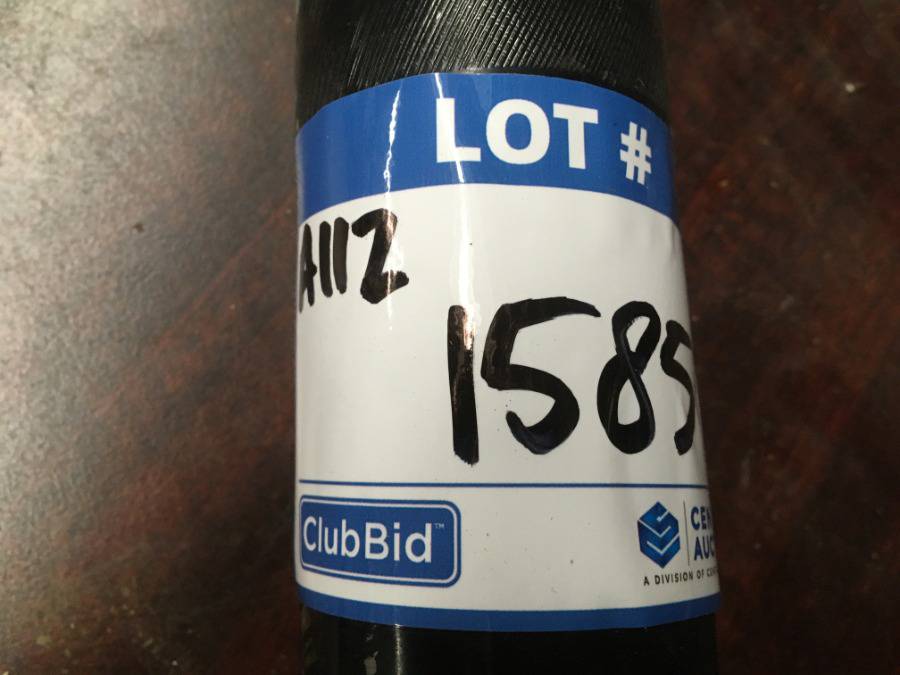 LOT #
A112
1585
ClubBid™
A DIVISION OF